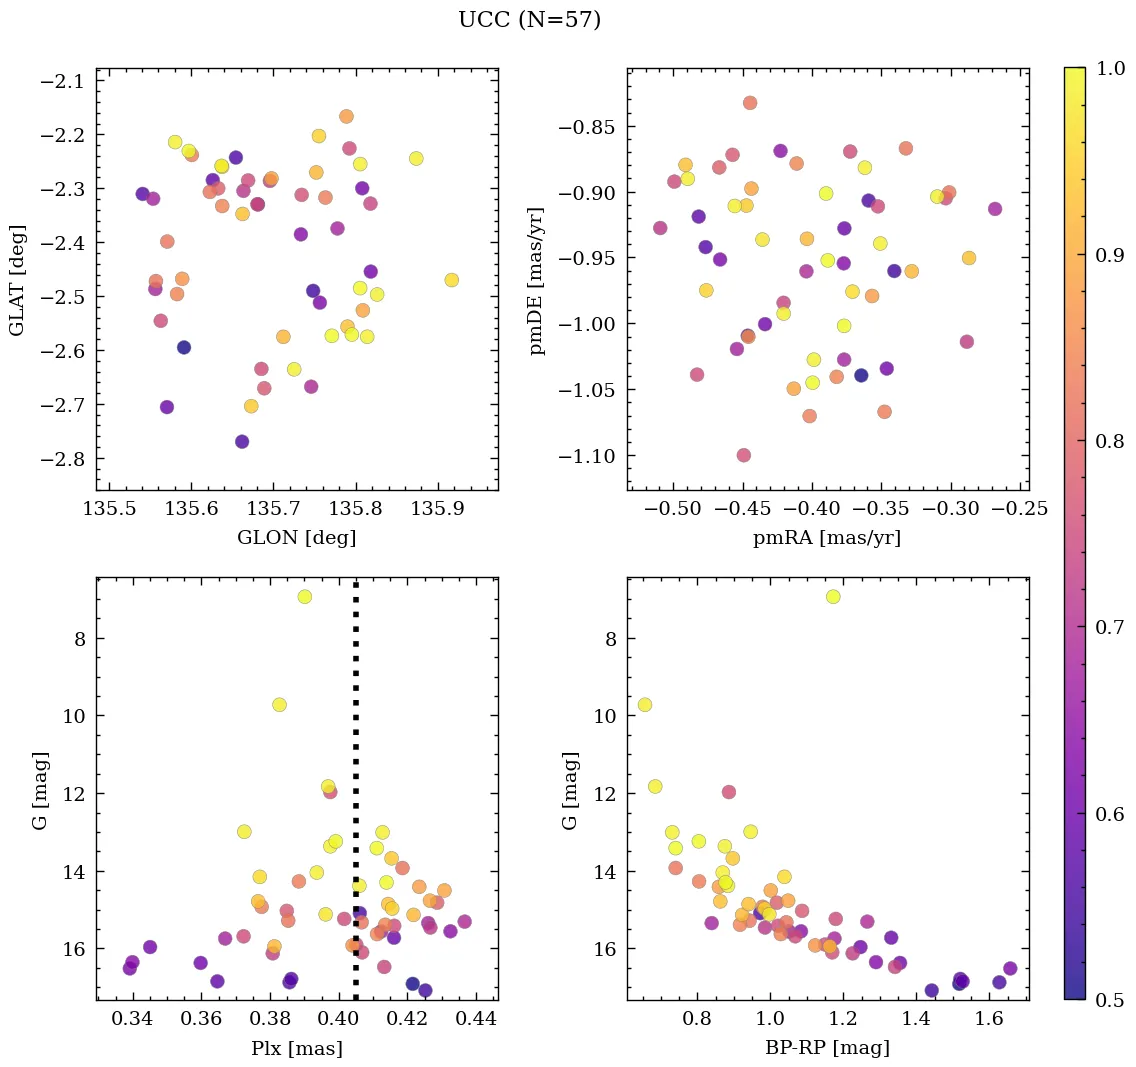 UCC (N=57)
−2.1
−2.2
−2.3
−2.4
−2.5
−2.6
−2.7
−2.8
GLAT [deg]
135.5 135.6 135.7 135.8 135.9
GLON [deg]
−0.85
−0.90
−0.95
−1.00
−1.05
−1.10
pmDE [mas/yr]
−0.50 −0.45 −0.40 −0.35 −0.30 −0.25
pmRA [mas/yr]
8
10
12
14
16
G [mag]
0.34 0.36 0.38 0.40 0.42 0.44
Plx [mas]
8
10
12
14
16
G [mag]
0.8 1.0 1.2 1.4 1.6
BP-RP [mag]
1.0
0.9
0.8
0.7
0.6
0.5